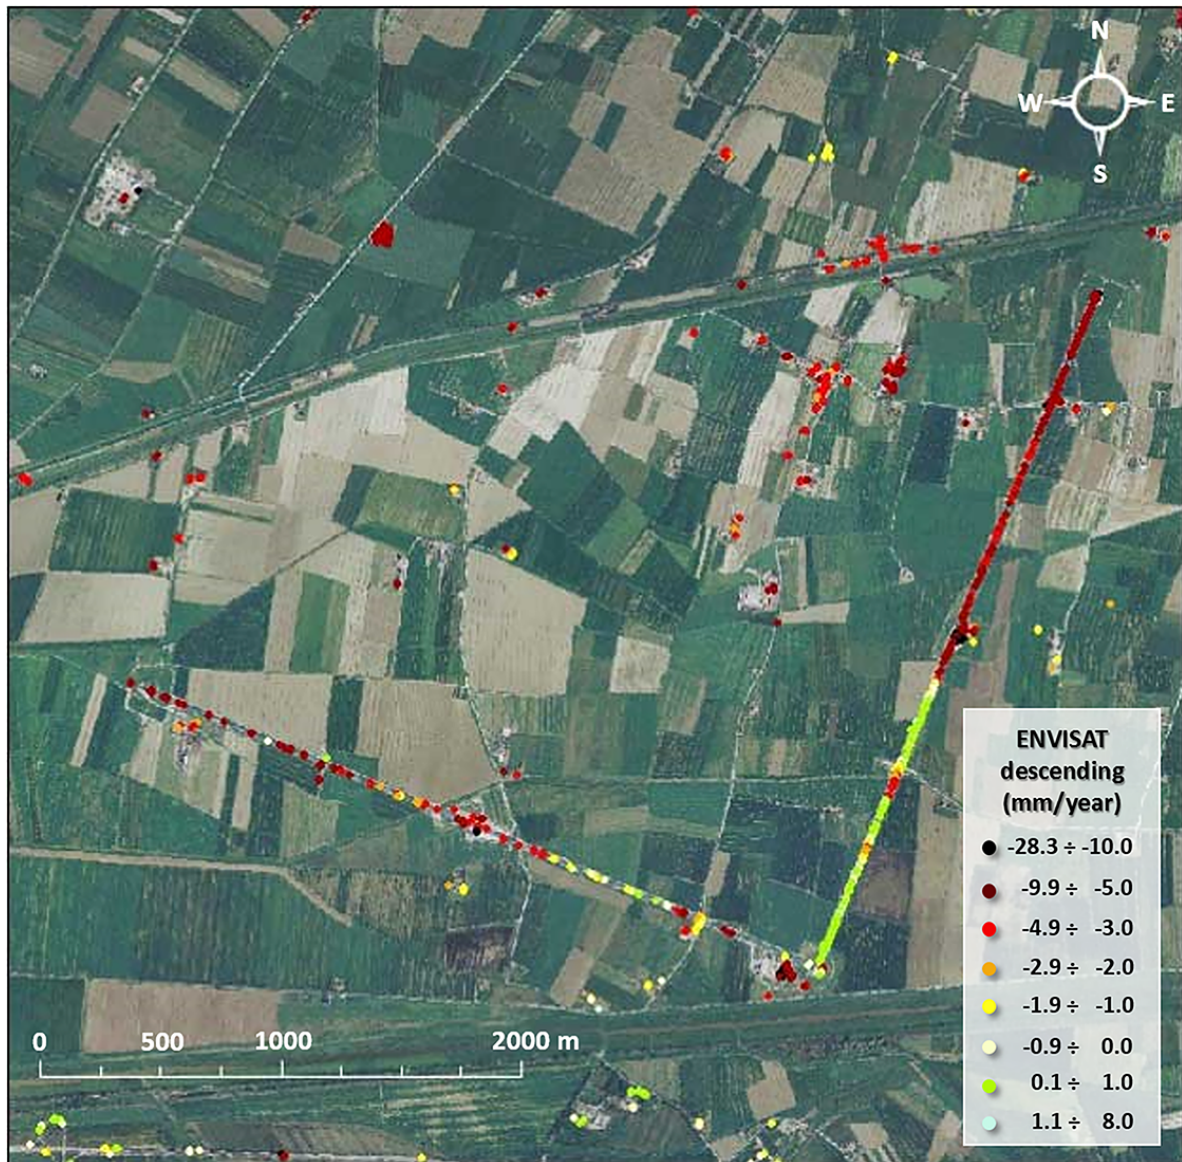 N
W E
S
ENVISAT
descending
(mm/year)
-28.3 ÷ -10.0
-9.9 ÷ -5.0
-4.9 ÷ -3.0
-2.9 ÷ -2.0
-1.9 ÷ -1.0
-0.9 ÷ 0.0
0.1 ÷ 1.0
1.1 ÷ 8.0
0 500 1000 2000 m